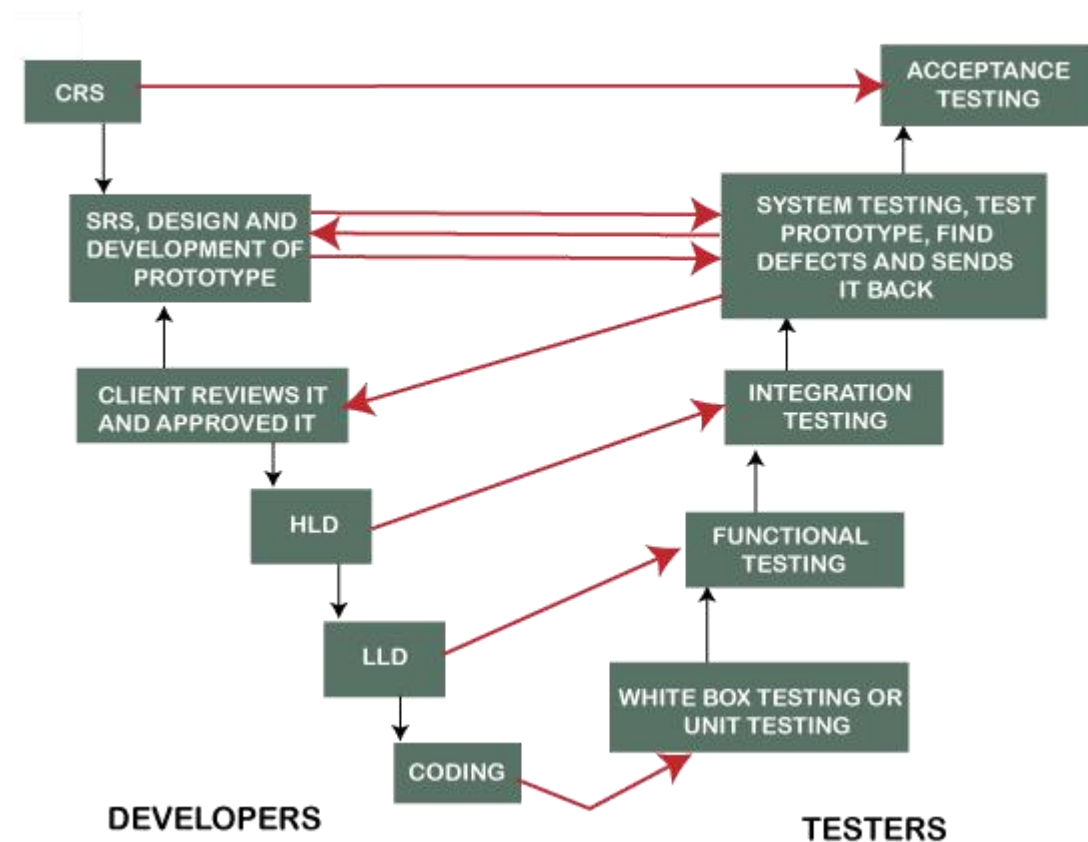 CRS
ACCEPTANCE
TESTING
SRS, DESIGN AND
DEVELOPMENT OF
PROTOTYPE
SYSTEM TESTING, TEST
PROTOTYPE, FIND
DEFECTS AND SENDS
IT BACK
CLIENT REVIEWS IT
AND APPROVED IT
INTEGRATION
TESTING
HLD
FUNCTIONAL
TESTING
LLD
WHITE BOX TESTING OR
UNIT TESTING
CODING
DEVELOPERS
TESTERS